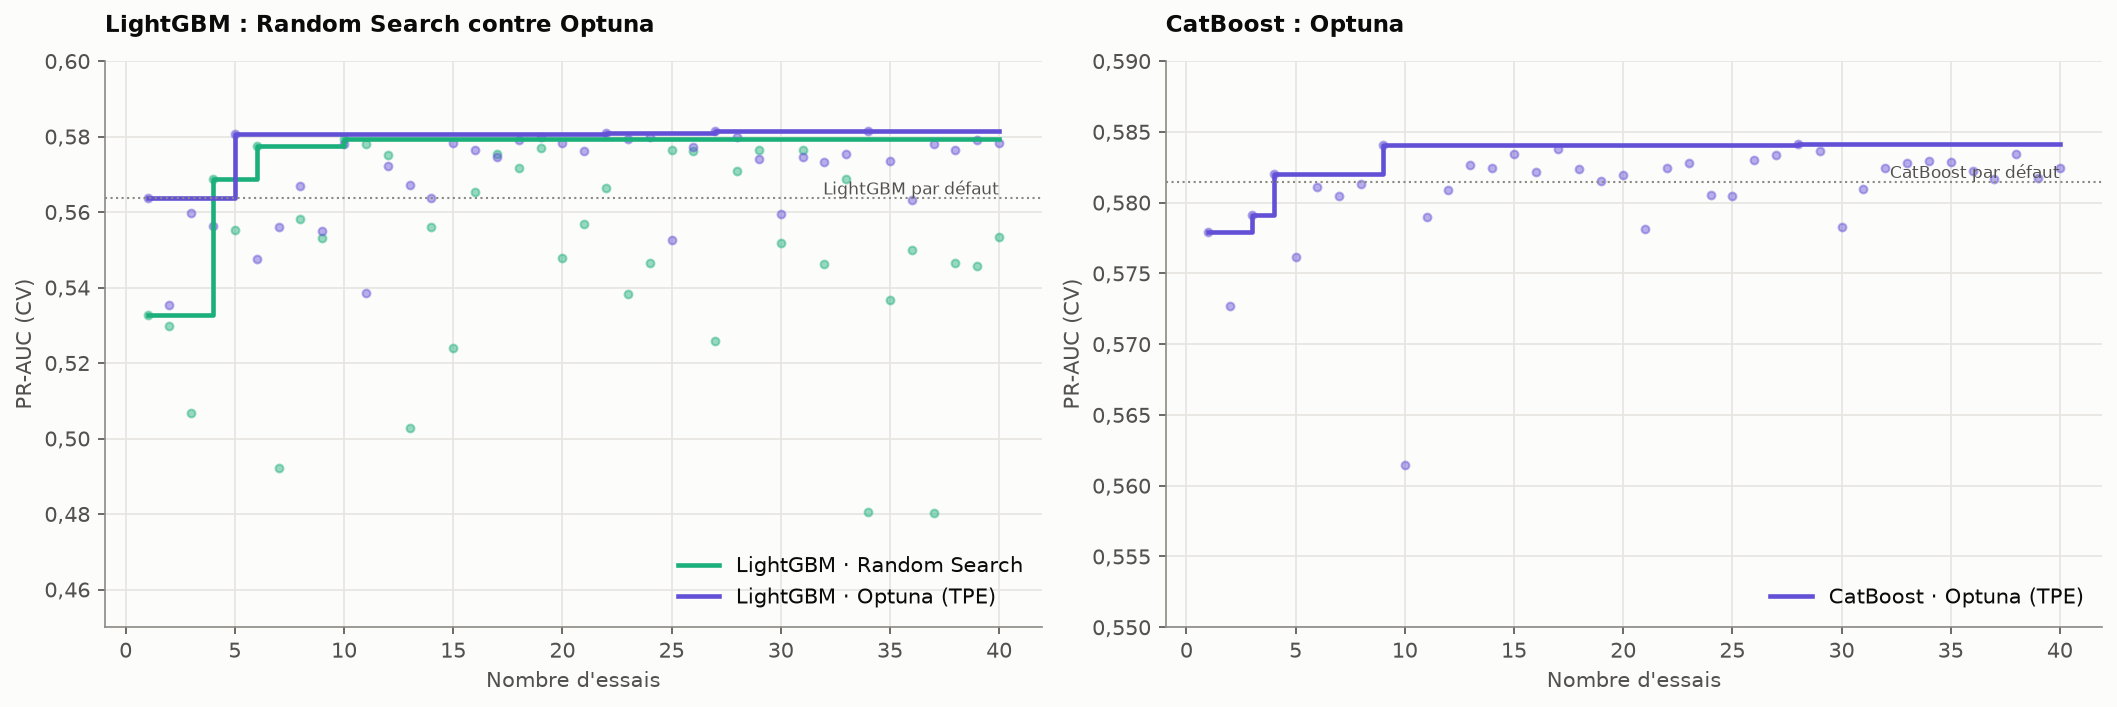 LightGBM : Random Search contre Optuna
PR-AUC (CV)
0,60
0,58
0,56
0,54
0,52
0,50
0,48
0,46
LightGBM par défaut
LightGBM · Random Search
LightGBM · Optuna (TPE)
0 5 10 15 20 25 30 35 40
Nombre d'essais
CatBoost : Optuna
PR-AUC (CV)
0,590
0,585
0,580
0,575
0,570
0,565
0,560
0,555
0,550
CatBoost par défaut
CatBoost · Optuna (TPE)
0 5 10 15 20 25 30 35 40
Nombre d'essais